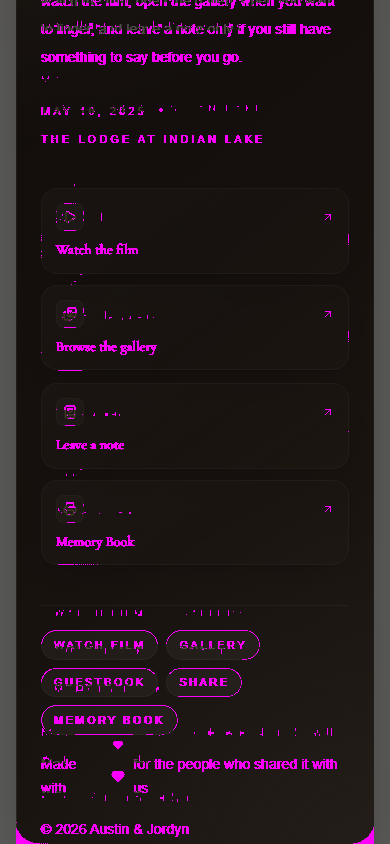 watch the film, open the gallery when you want
to linger, and leave a note only if you still have
something to say before you go.
MAY 10, 2025 •
THE LODGE AT INDIAN LAKE
Watch the film
Browse the gallery
Leave a note
Memory Book
WATCH FILM GALLERY
GUESTBOOK SHARE
MEMORY BOOK
Made for the people who shared it with
with us
© 2026 Austin & Jordyn